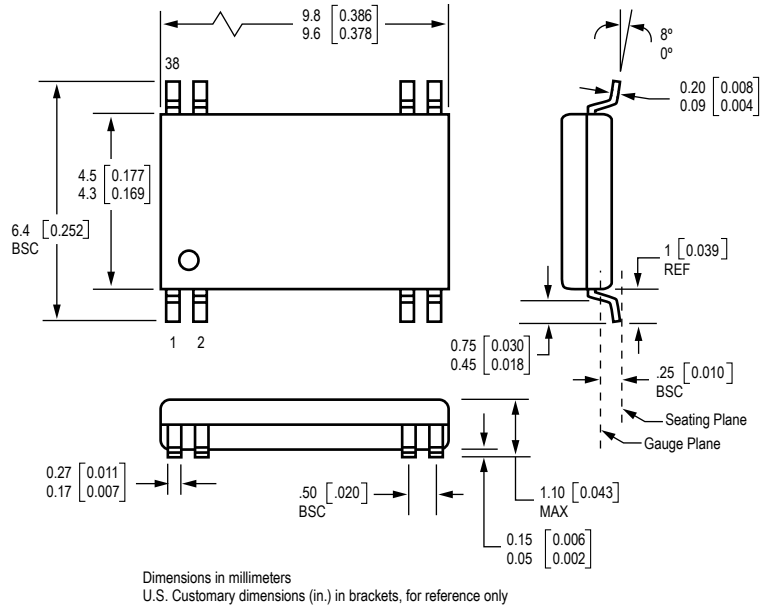 9.8 [0.386]
9.6 [0.378]
8º
0º
38
0.20 [0.008]
0.09 [0.004]
4.5 [0.177]
4.3 [0.169]
6.4 [0.252]
BSC
1 [0.039]
REF
1 2
0.75 [0.030]
0.45 [0.018]
.25 [0.010]
BSC
Seating Plane
Gauge Plane
0.27 [0.011]
0.17 [0.007]
.50 [.020]
BSC
1.10 [0.043]
MAX
0.15 [0.006]
0.05 [0.002]
Dimensions in millimeters
U.S. Customary dimensions (in.) in brackets, for reference only